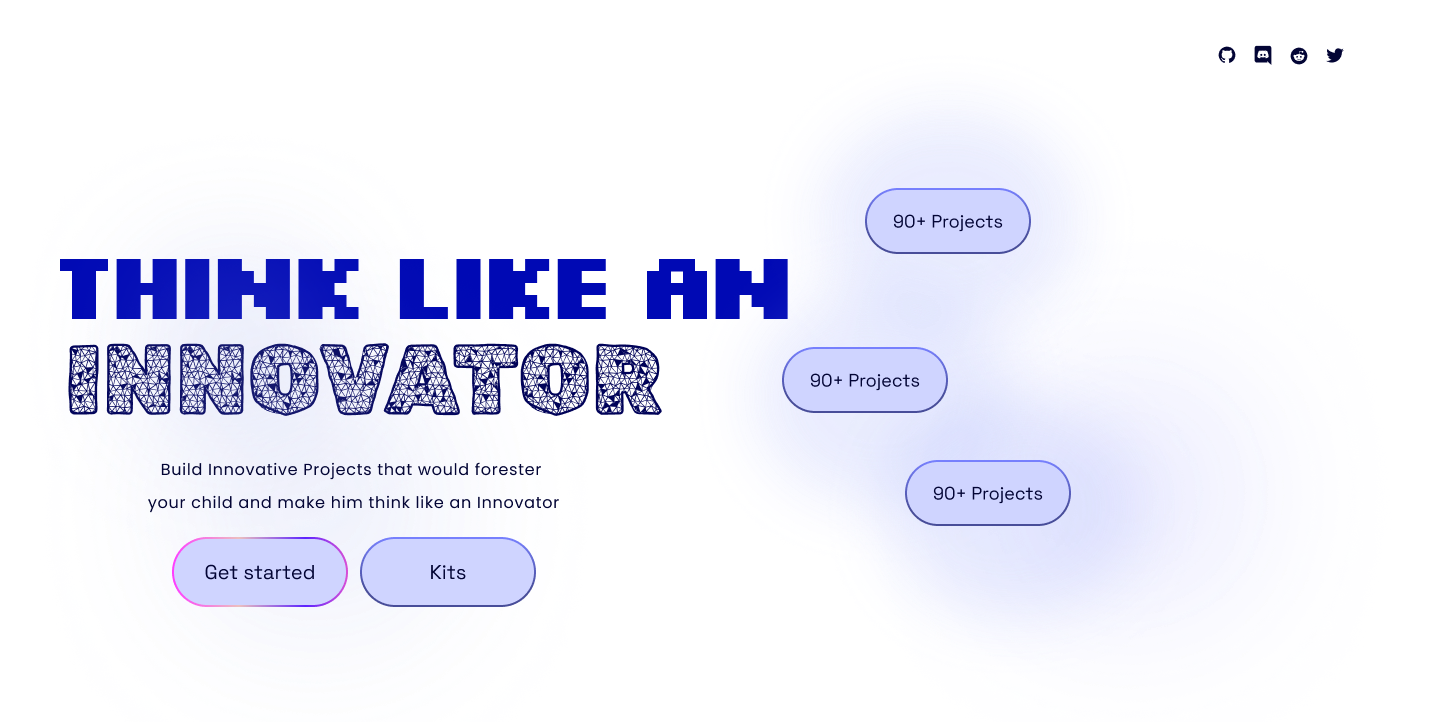 90+ Projects
THINK LIKE AN
INNOVATOR
90+ Projects
Build Innovative Projects that would forester
your child and make him think like an Innovator
90+ Projects
Get started
Kits